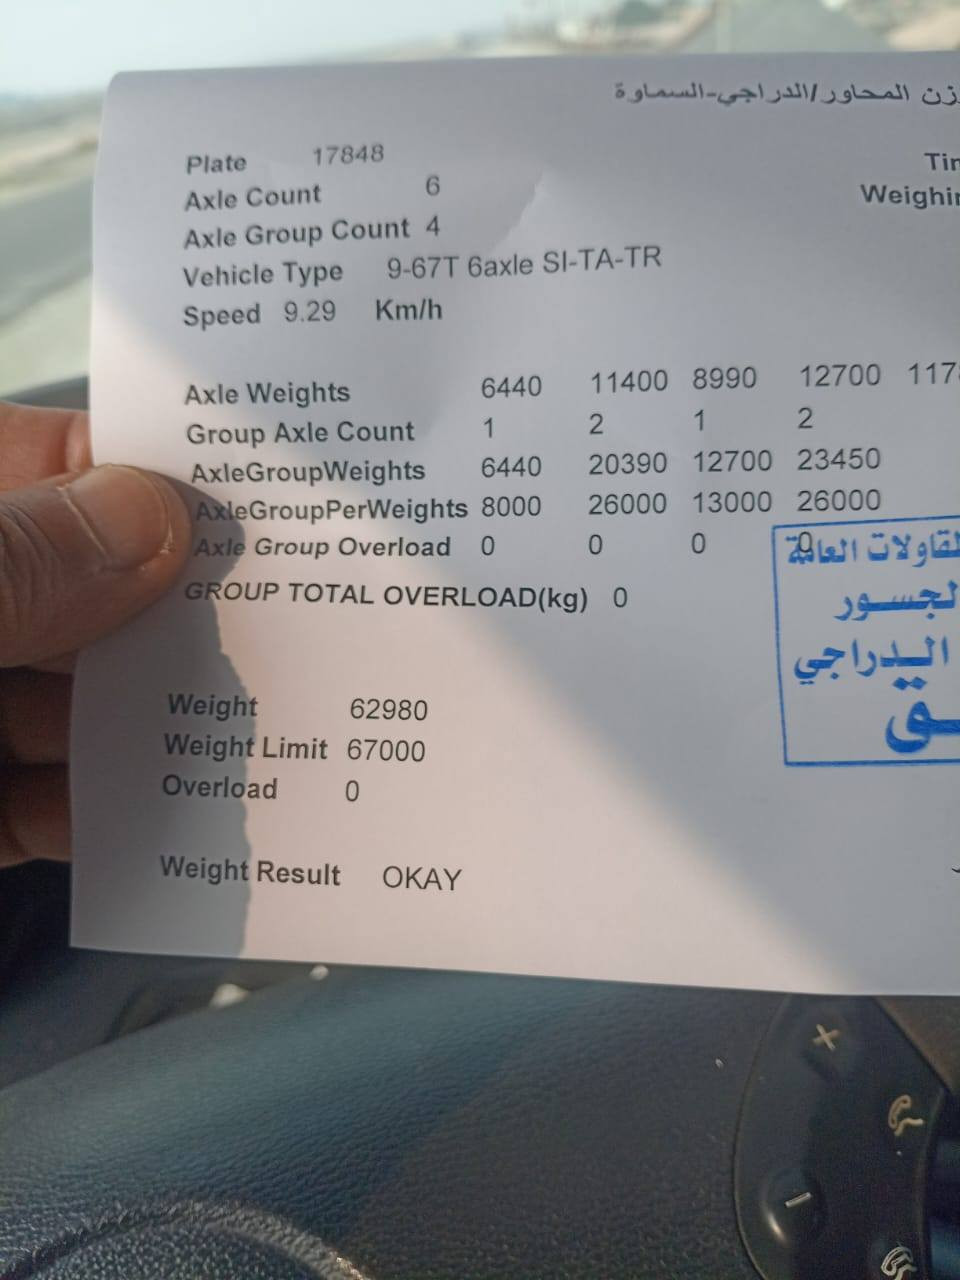 المحاور/الدراجي-السماوة
Plate 17848
Axle Count 6
Axle Group Count 4
Vehicle Type 9-67T 6axle SI-TA-TR
Speed 9.29 Km/h
Axle Weights 6440 11400 8990 12700
Group Axle Count 1 2 1 2
AxleGroupWeights 6440 20390 12700 23450
AxleGroupPerWeights 8000 26000 13000 26000
Axle Group Overload 0 0 0 0
GROUP TOTAL OVERLOAD(kg) 0
Weight 62980
Weight Limit 67000
Overload 0
Weight Result OKAY
العامة
الدراجي